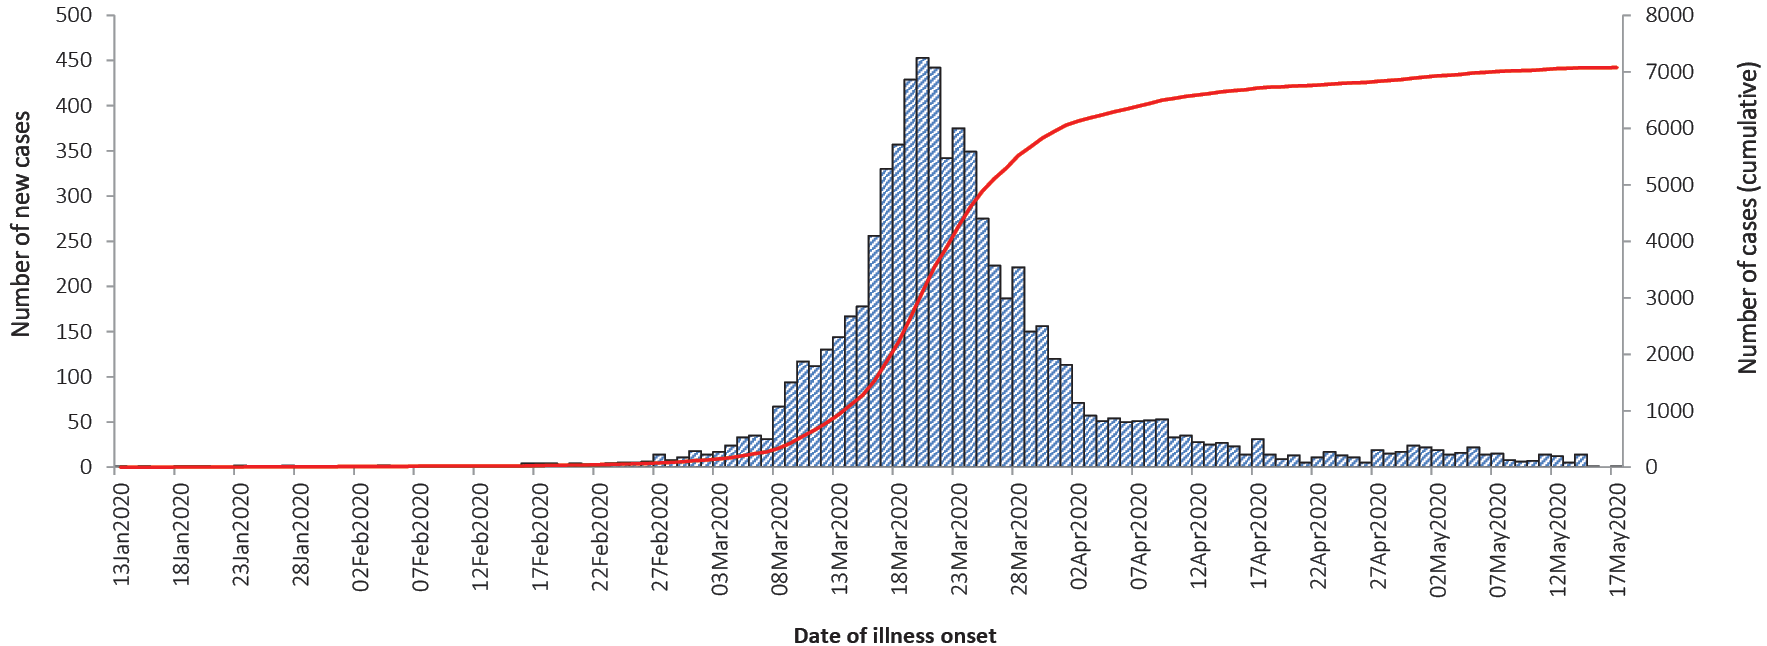 Number of new cases
500
450
400
350
300
250
200
150
100
50
0
8000
7000
6000
5000
4000
3000
2000
1000
0
Number of cases (cumulative)
13Jan2020
18Jan2020
23Jan2020
28Jan2020
02Feb2020
07Feb2020
12Feb2020
17Feb2020
22Feb2020
27Feb2020
03Mar2020
08Mar2020
13Mar2020
18Mar2020
23Mar2020
28Mar2020
02Apr2020
07Apr2020
12Apr2020
17Apr2020
22Apr2020
27Apr2020
02May2020
07May2020
12May2020
17May2020
Date of illness onset